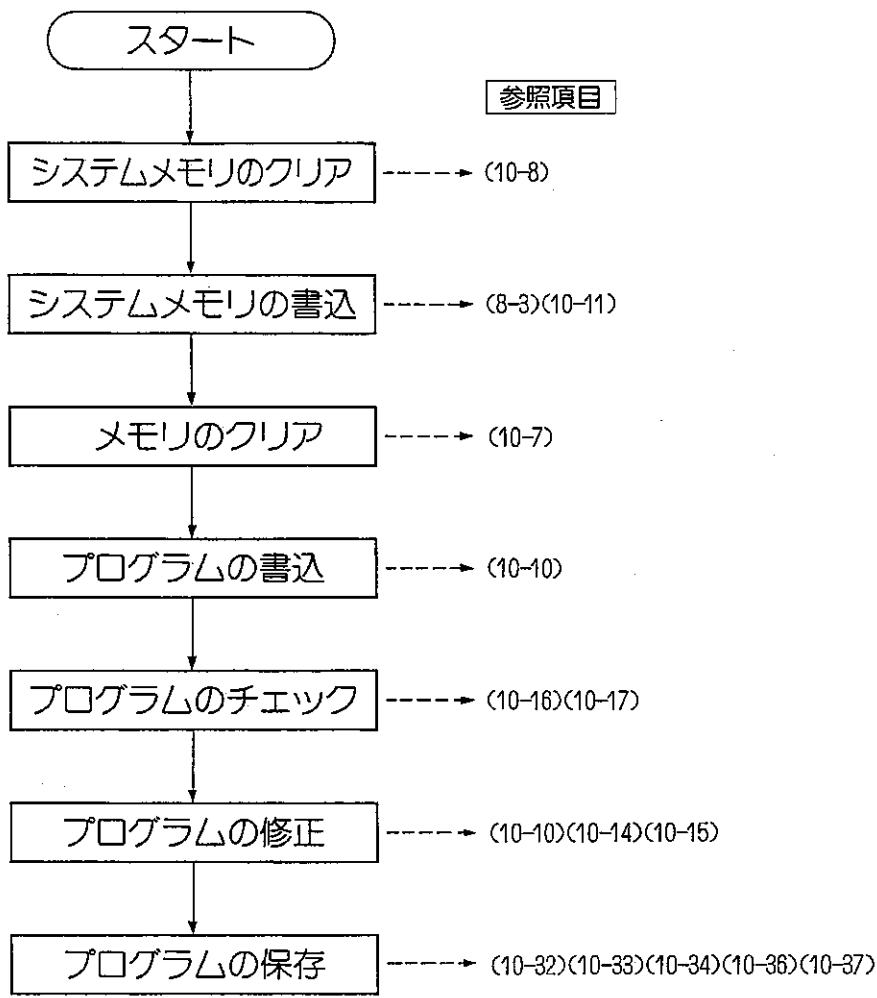 スタート
参照項目
システムメモリのクリア (10-8)
システムメモリの書込 (8-3)(10-11)
メモリのクリア (10-7)
プログラムの書込 (10-10)
プログラムのチェック (10-16)(10-17)
プログラムの修正 (10-10)(10-14)(10-15)
プログラムの保存 (10-32)(10-33)(10-34)(10-36)(10-37)